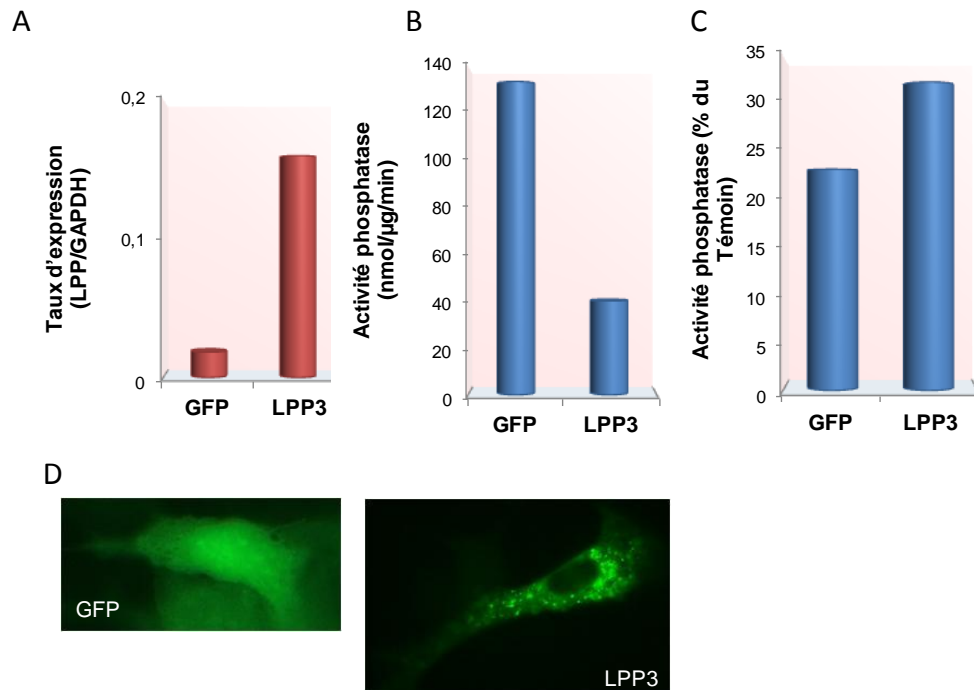 A
Taux d'expression
(LPP/GAPDH)
0,2
0,1
0
GFP LPP3
B
Activité phosphatase
(nmol/µg/min)
140
120
100
80
60
40
20
0
GFP LPP3
C
Activité phosphatase (% du
Témoin)
35
30
25
20
15
10
5
0
GFP LPP3
D
GFP
LPP3